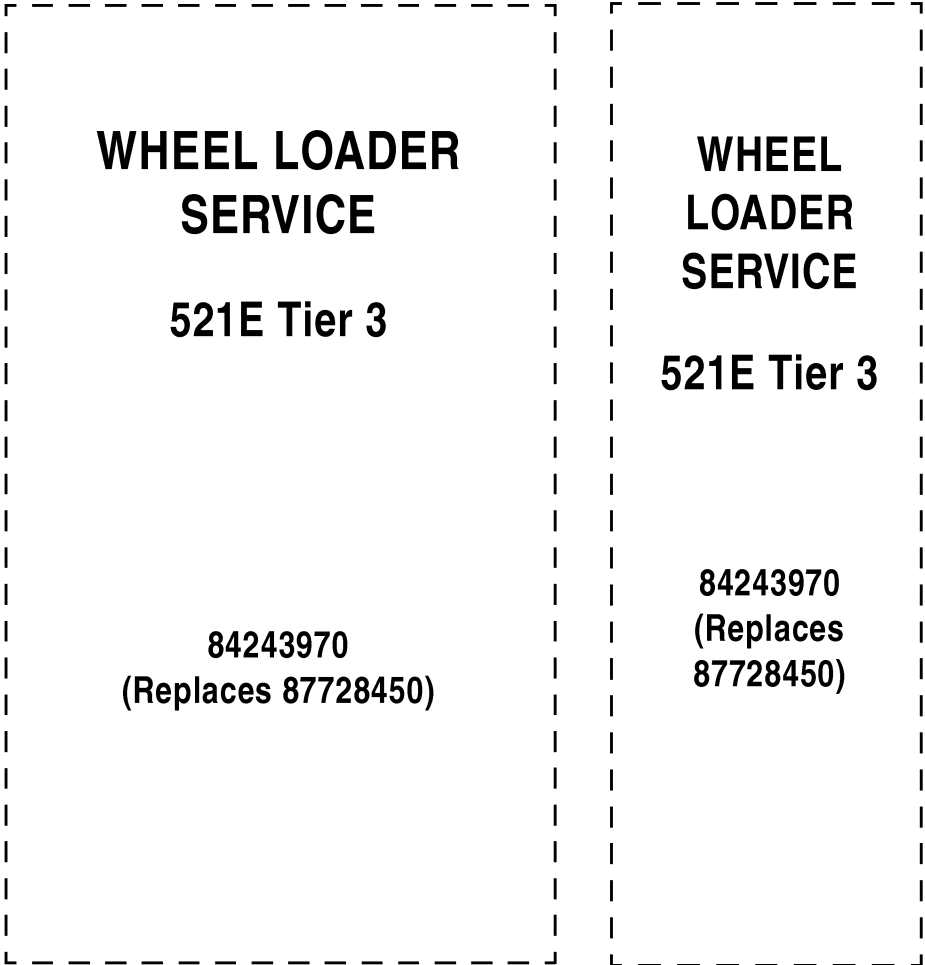 WHEEL LOADER
SERVICE
521E Tier 3
84243970
(Replaces 87728450)
WHEEL
LOADER
SERVICE
521E Tier 3
84243970
(Replaces
87728450)